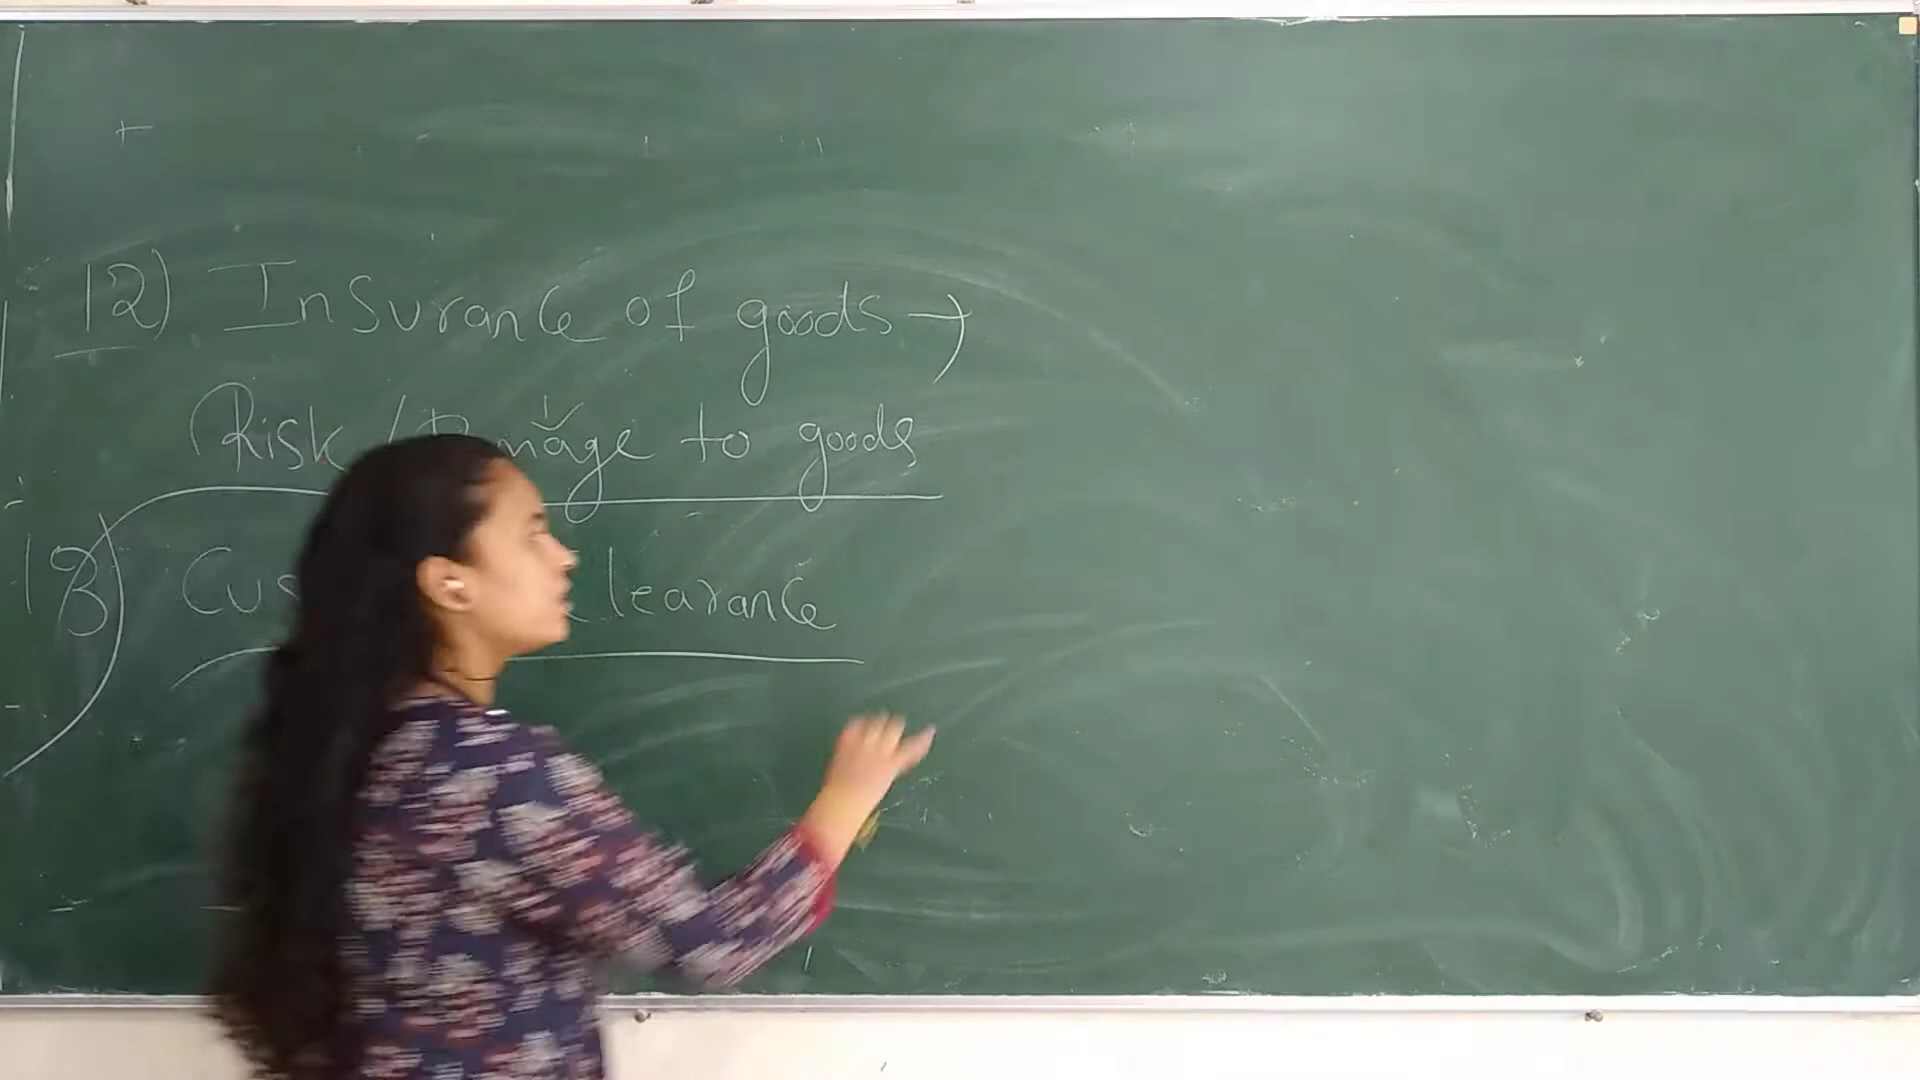 12) Insurance of goods →
Risk / mage to goods
13) Cus learance